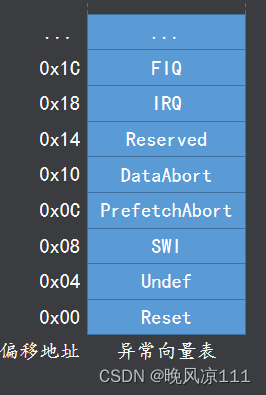 ... ...
0x1C FIQ
0x18 IRQ
0x14 Reserved
0x10 DataAbort
0x0C PrefetchAbort
0x08 SWI
0x04 Undef
0x00 Reset
偏移地址 异常向量表
CSDN @晚风凉111